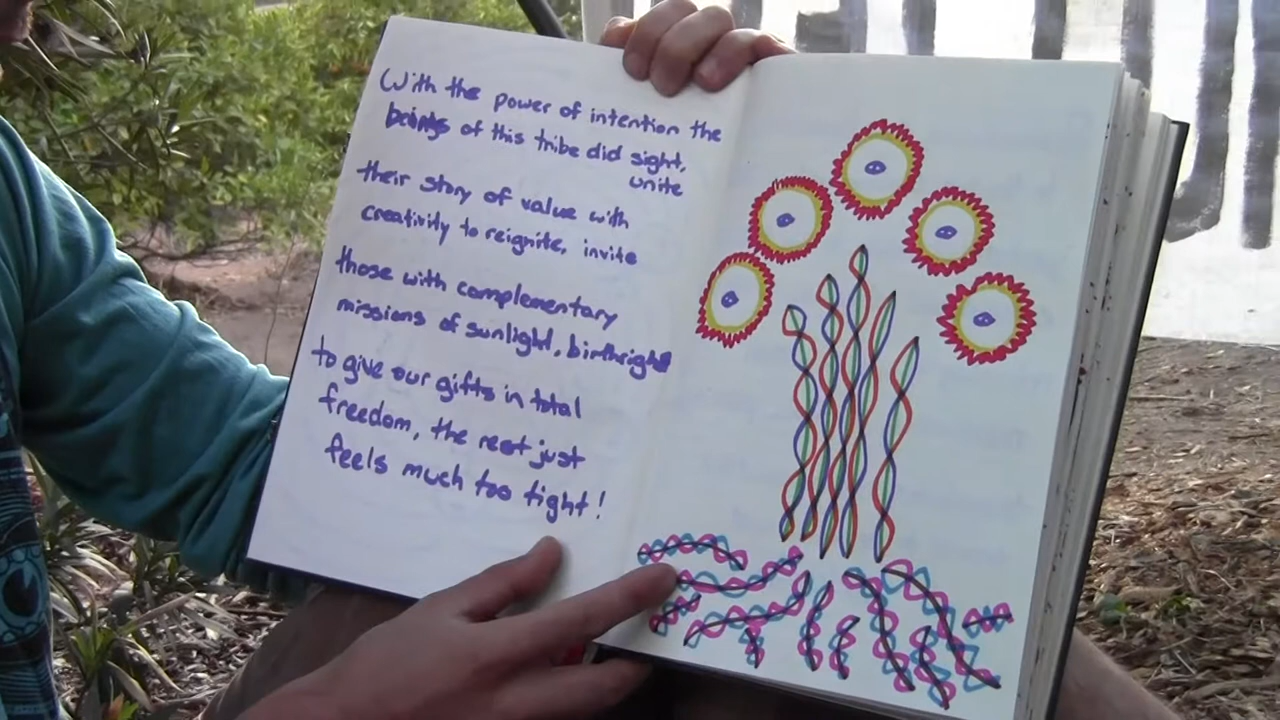 With the power of intention the
beings of this tribe did sight,
unite
their story of value with
creativity to reignite, invite
those with complementary
missions of sunlight, birthright
to give our gifts in total
freedom, the rest just
feels much too tight!